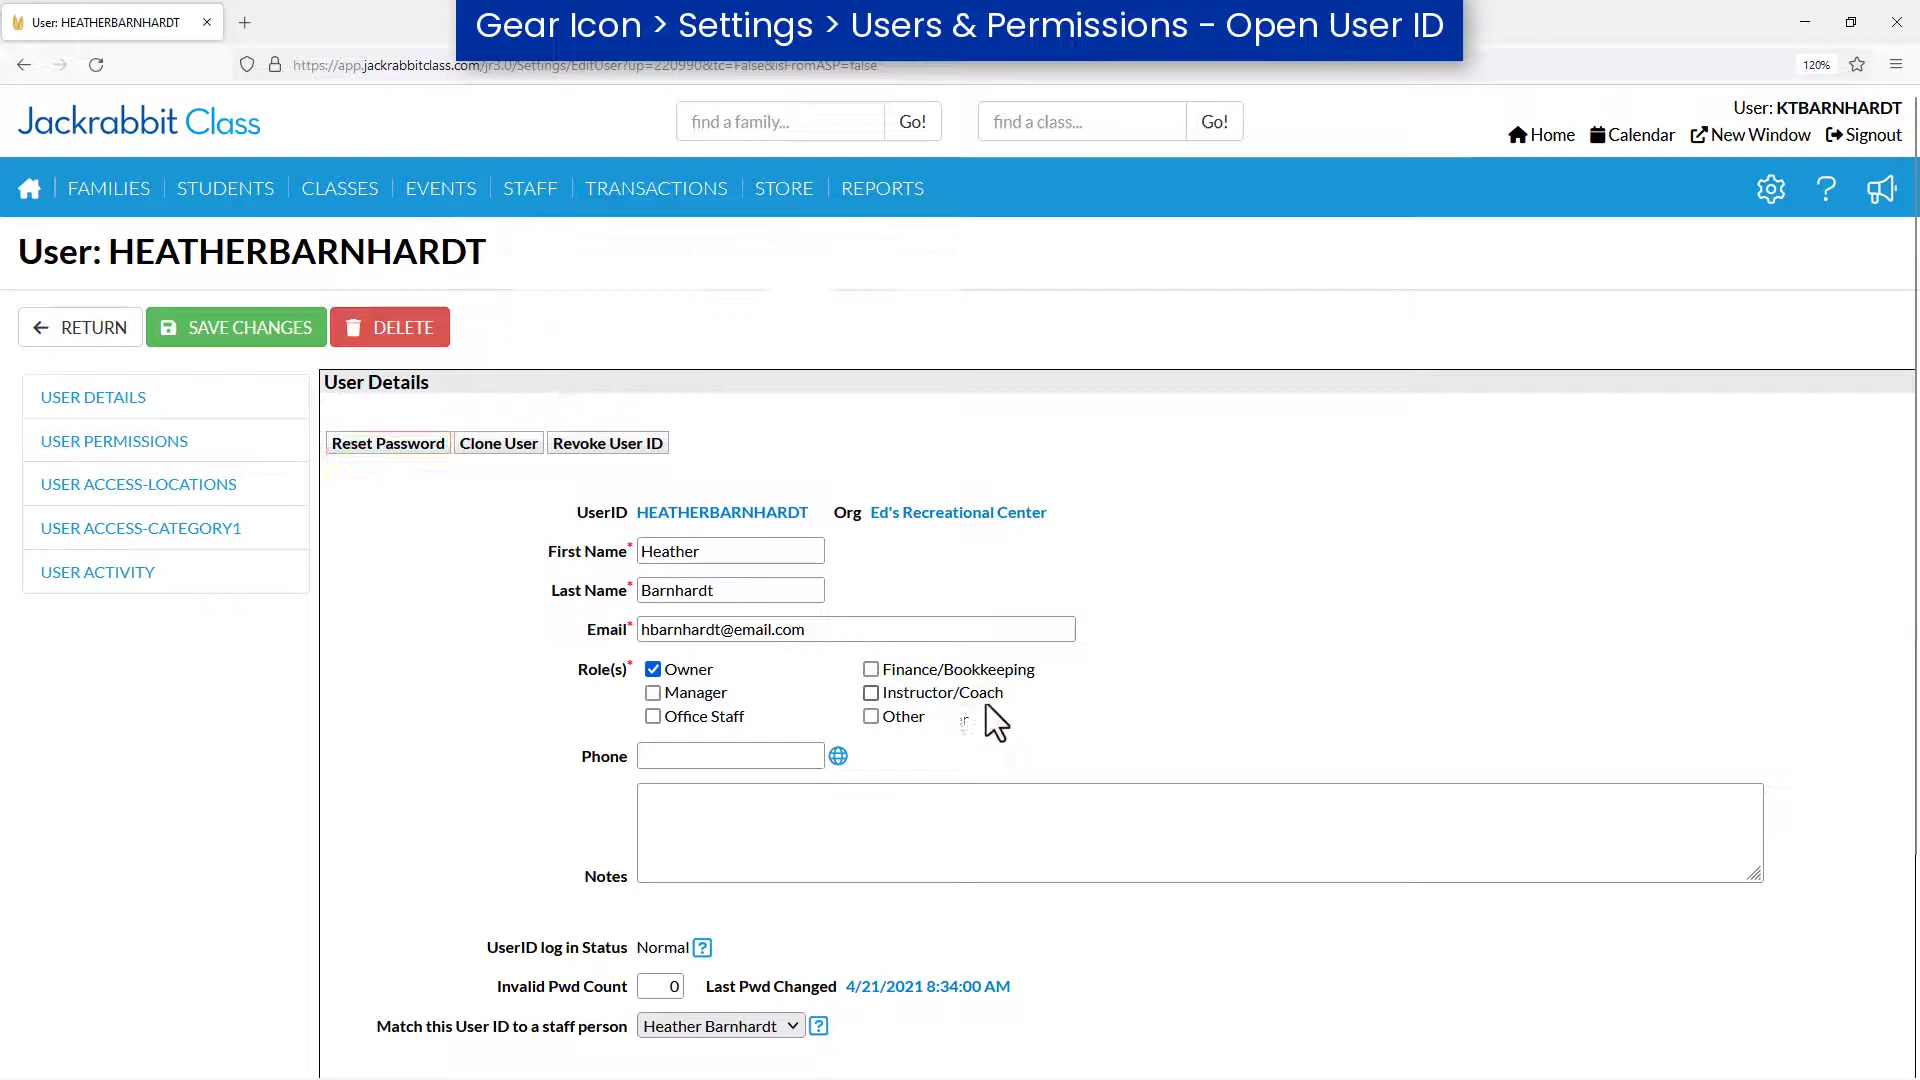 User: HEATHERBARNHARDT
Gear Icon > Settings > Users & Permissions - Open User ID
https://app.jackrabbitclass.com/jr3.0/Settings/EditUser?up=220990&tc=False&isFromASP=false
120%
Jackrabbit Class
find a family... Go!
find a class... Go!
User: KTBARNHARDT
Home Calendar New Window Signout
FAMILIES STUDENTS CLASSES EVENTS STAFF TRANSACTIONS STORE REPORTS
User: HEATHERBARNHARDT
RETURN SAVE CHANGES DELETE
USER DETAILS
USER PERMISSIONS
USER ACCESS-LOCATIONS
USER ACCESS-CATEGORY1
USER ACTIVITY
User Details
Reset Password Clone User Revoke User ID
UserID HEATHERBARNHARDT Org Ed's Recreational Center
First Name* Heather
Last Name* Barnhardt
Email* hbarnhardt@email.com
Role(s)* Owner Finance/Bookkeeping
Manager Instructor/Coach
Office Staff Other
Phone
Notes
UserID log in Status Normal ?
Invalid Pwd Count 0 Last Pwd Changed 4/21/2021 8:34:00 AM
Match this User ID to a staff person Heather Barnhardt ?